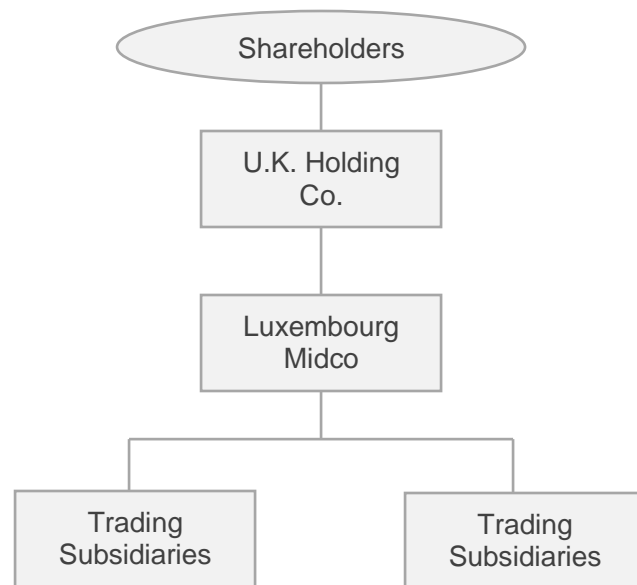 Shareholders
U.K. Holding
Co.
Luxembourg
Midco
Trading
Subsidiaries
Trading
Subsidiaries